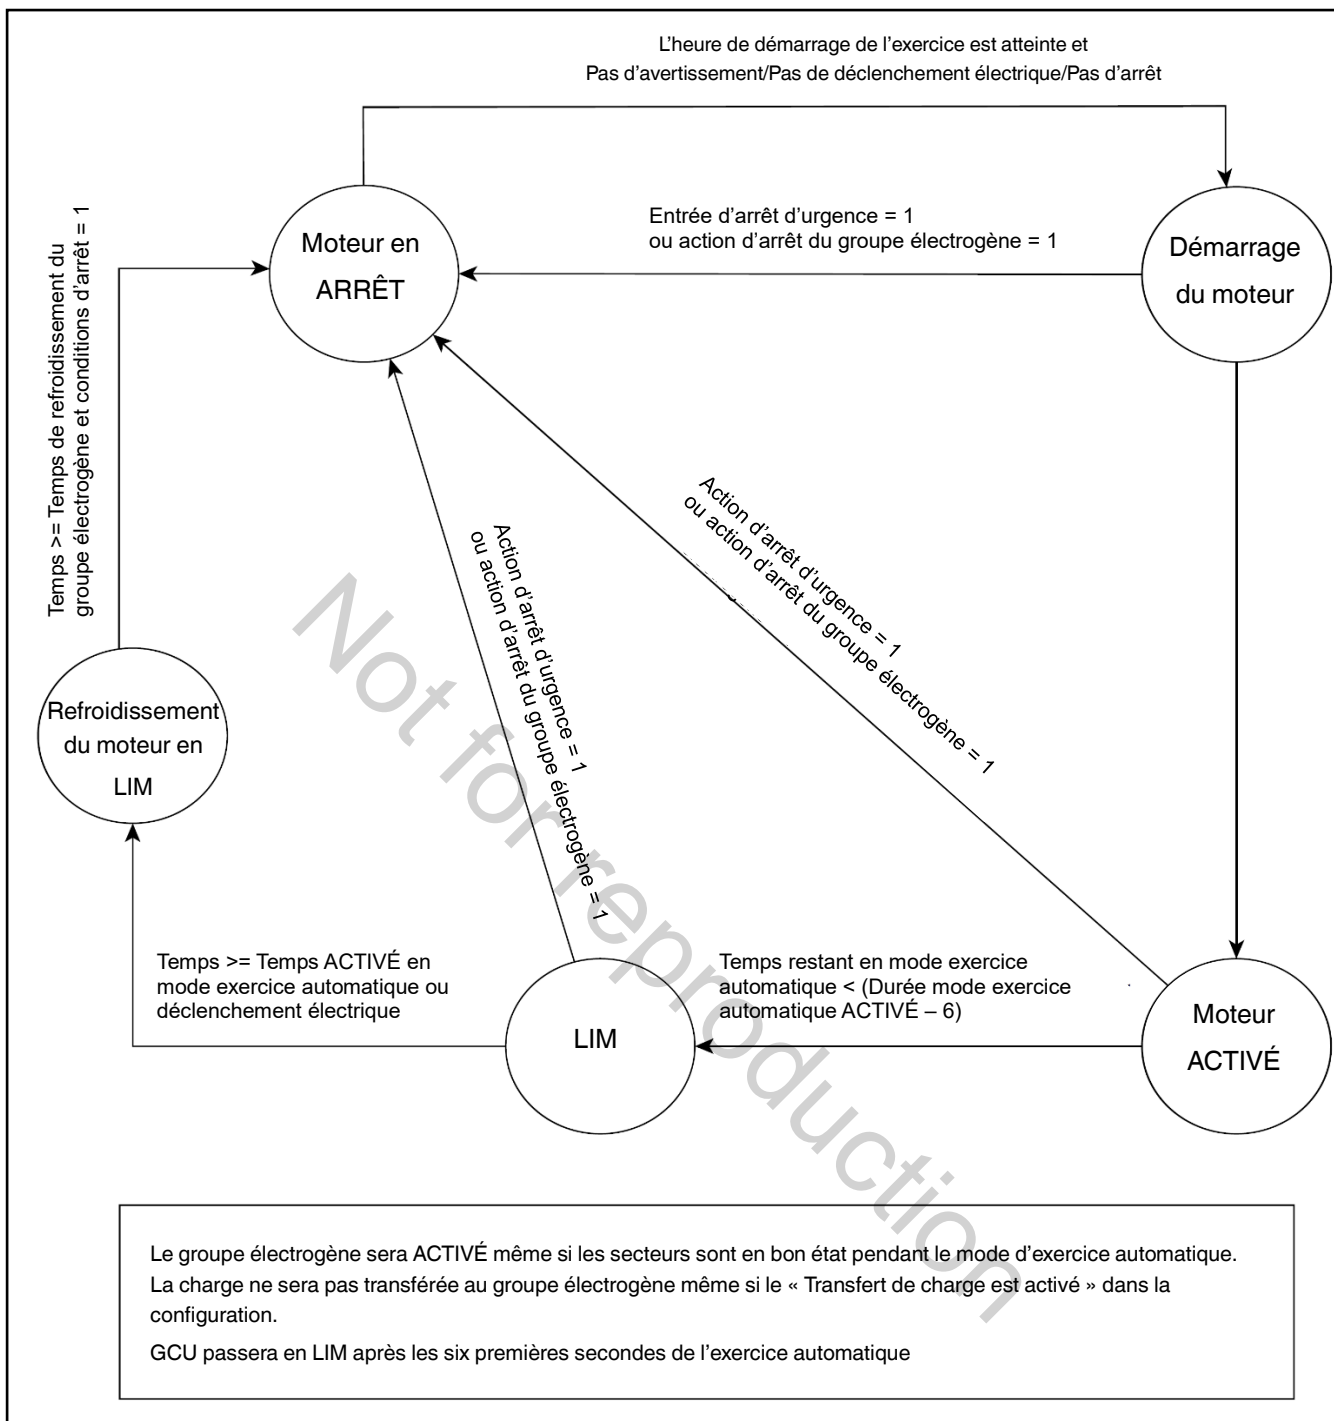 L’heure de démarrage de l’exercice est atteinte et
Pas d’avertissement/Pas de déclenchement électrique/Pas d’arrêt
Entrée d’arrêt d’urgence = 1
ou action d’arrêt du groupe électrogène = 1
Moteur en
ARRÊT
Démarrage
du moteur
Temps >= Temps de refroidissement du
groupe électrogène et conditions d’arrêt = 1
Action d’arrêt d’urgence = 1
ou action d’arrêt du groupe électrogène = 1
Action d’arrêt d’urgence = 1
ou action d’arrêt du groupe électrogène = 1
Refroidissement
du moteur en
LIM
Temps >= Temps ACTIVÉ en
mode exercice automatique ou
déclenchement électrique
LIM
Temps restant en mode exercice
automatique < (Durée mode exercice
automatique ACTIVÉ – 6)
Moteur
ACTIVÉ
Not for reproduction
Le groupe électrogène sera ACTIVÉ même si les secteurs sont en bon état pendant le mode d’exercice automatique.
La charge ne sera pas transférée au groupe électrogène même si le « Transfert de charge est activé » dans la
configuration.
GCU passera en LIM après les six premières secondes de l’exercice automatique